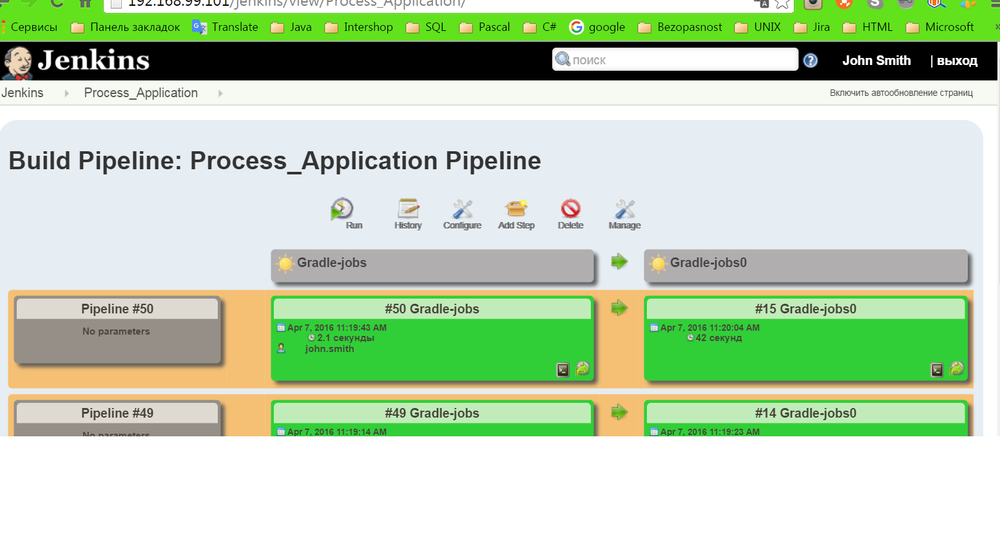 192.168.99.101/jenkins/view/Process_Application/
Сервисы Панель закладок Translate Java Intershop SQL Pascal C# google Bezopasnost UNIX Jira HTML Microsoft »
Jenkins поиск John Smith | выход
Jenkins Process_Application Включить автообновление страниц
Build Pipeline: Process_Application Pipeline
Run History Configure Add Step Delete Manage
Gradle-jobs Gradle-jobs0
Pipeline #50 #50 Gradle-jobs #15 Gradle-jobs0
No parameters Apr 7, 2016 11:19:43 AM Apr 7, 2016 11:20:04 AM
2.1 секунды 42 секунд
john.smith
Pipeline #49 #49 Gradle-jobs #14 Gradle-jobs0
No parameters Apr 7, 2016 11:19:14 AM Apr 7, 2016 11:19:23 AM